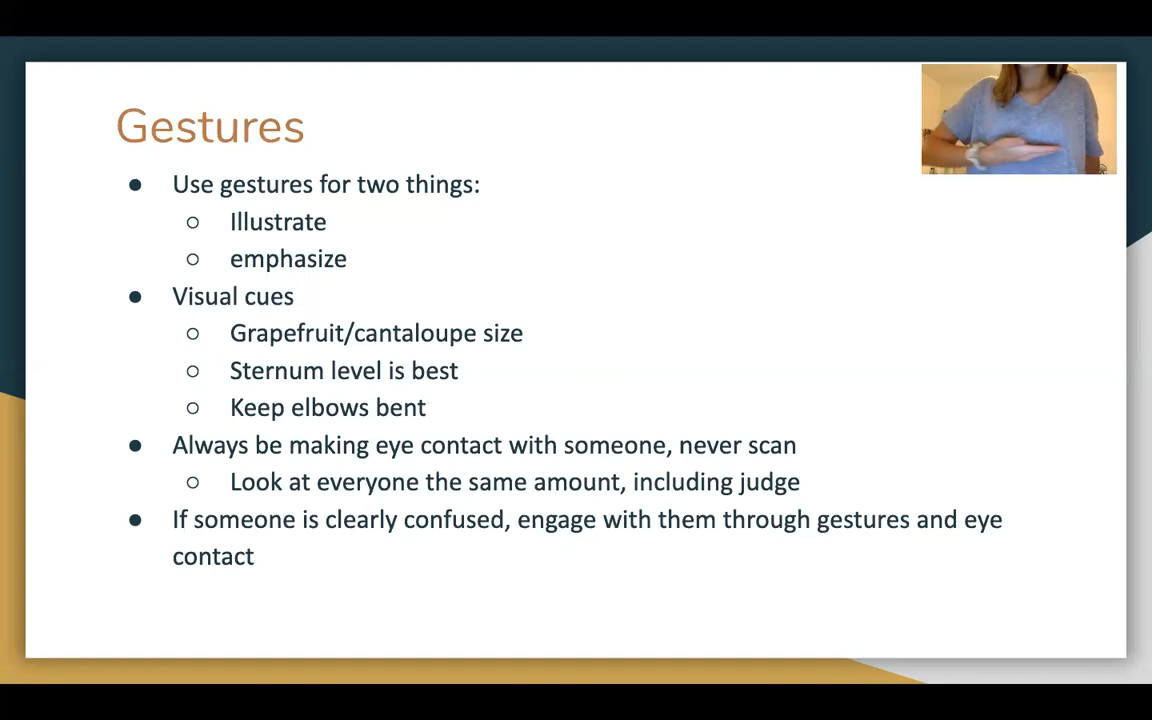 Gestures
● Use gestures for two things:
○ Illustrate
○ emphasize
● Visual cues
○ Grapefruit/cantaloupe size
○ Sternum level is best
○ Keep elbows bent
● Always be making eye contact with someone, never scan
○ Look at everyone the same amount, including judge
● If someone is clearly confused, engage with them through gestures and eye
contact